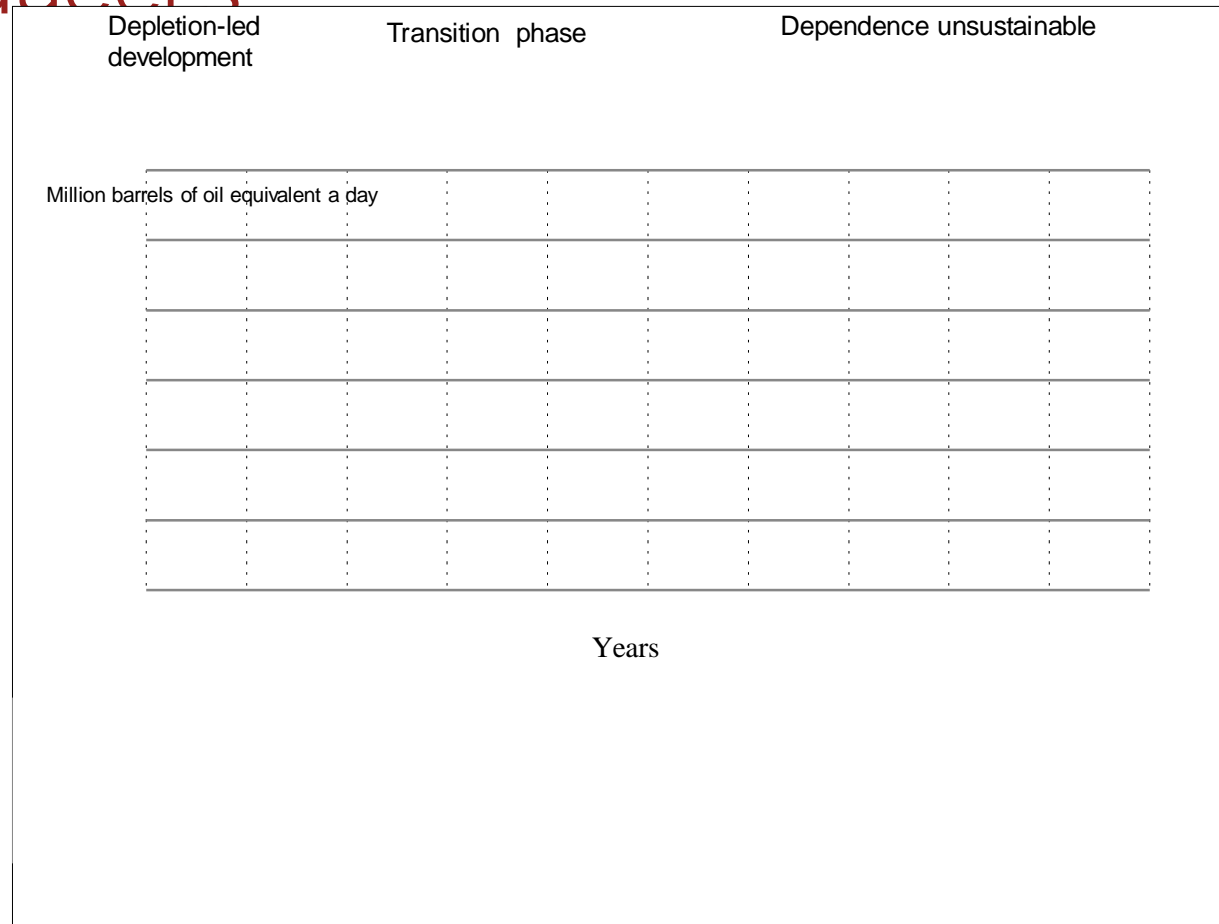 Depletion-led
development
Transition phase
Dependence unsustainable
Million barrels of oil equivalent a day
Years